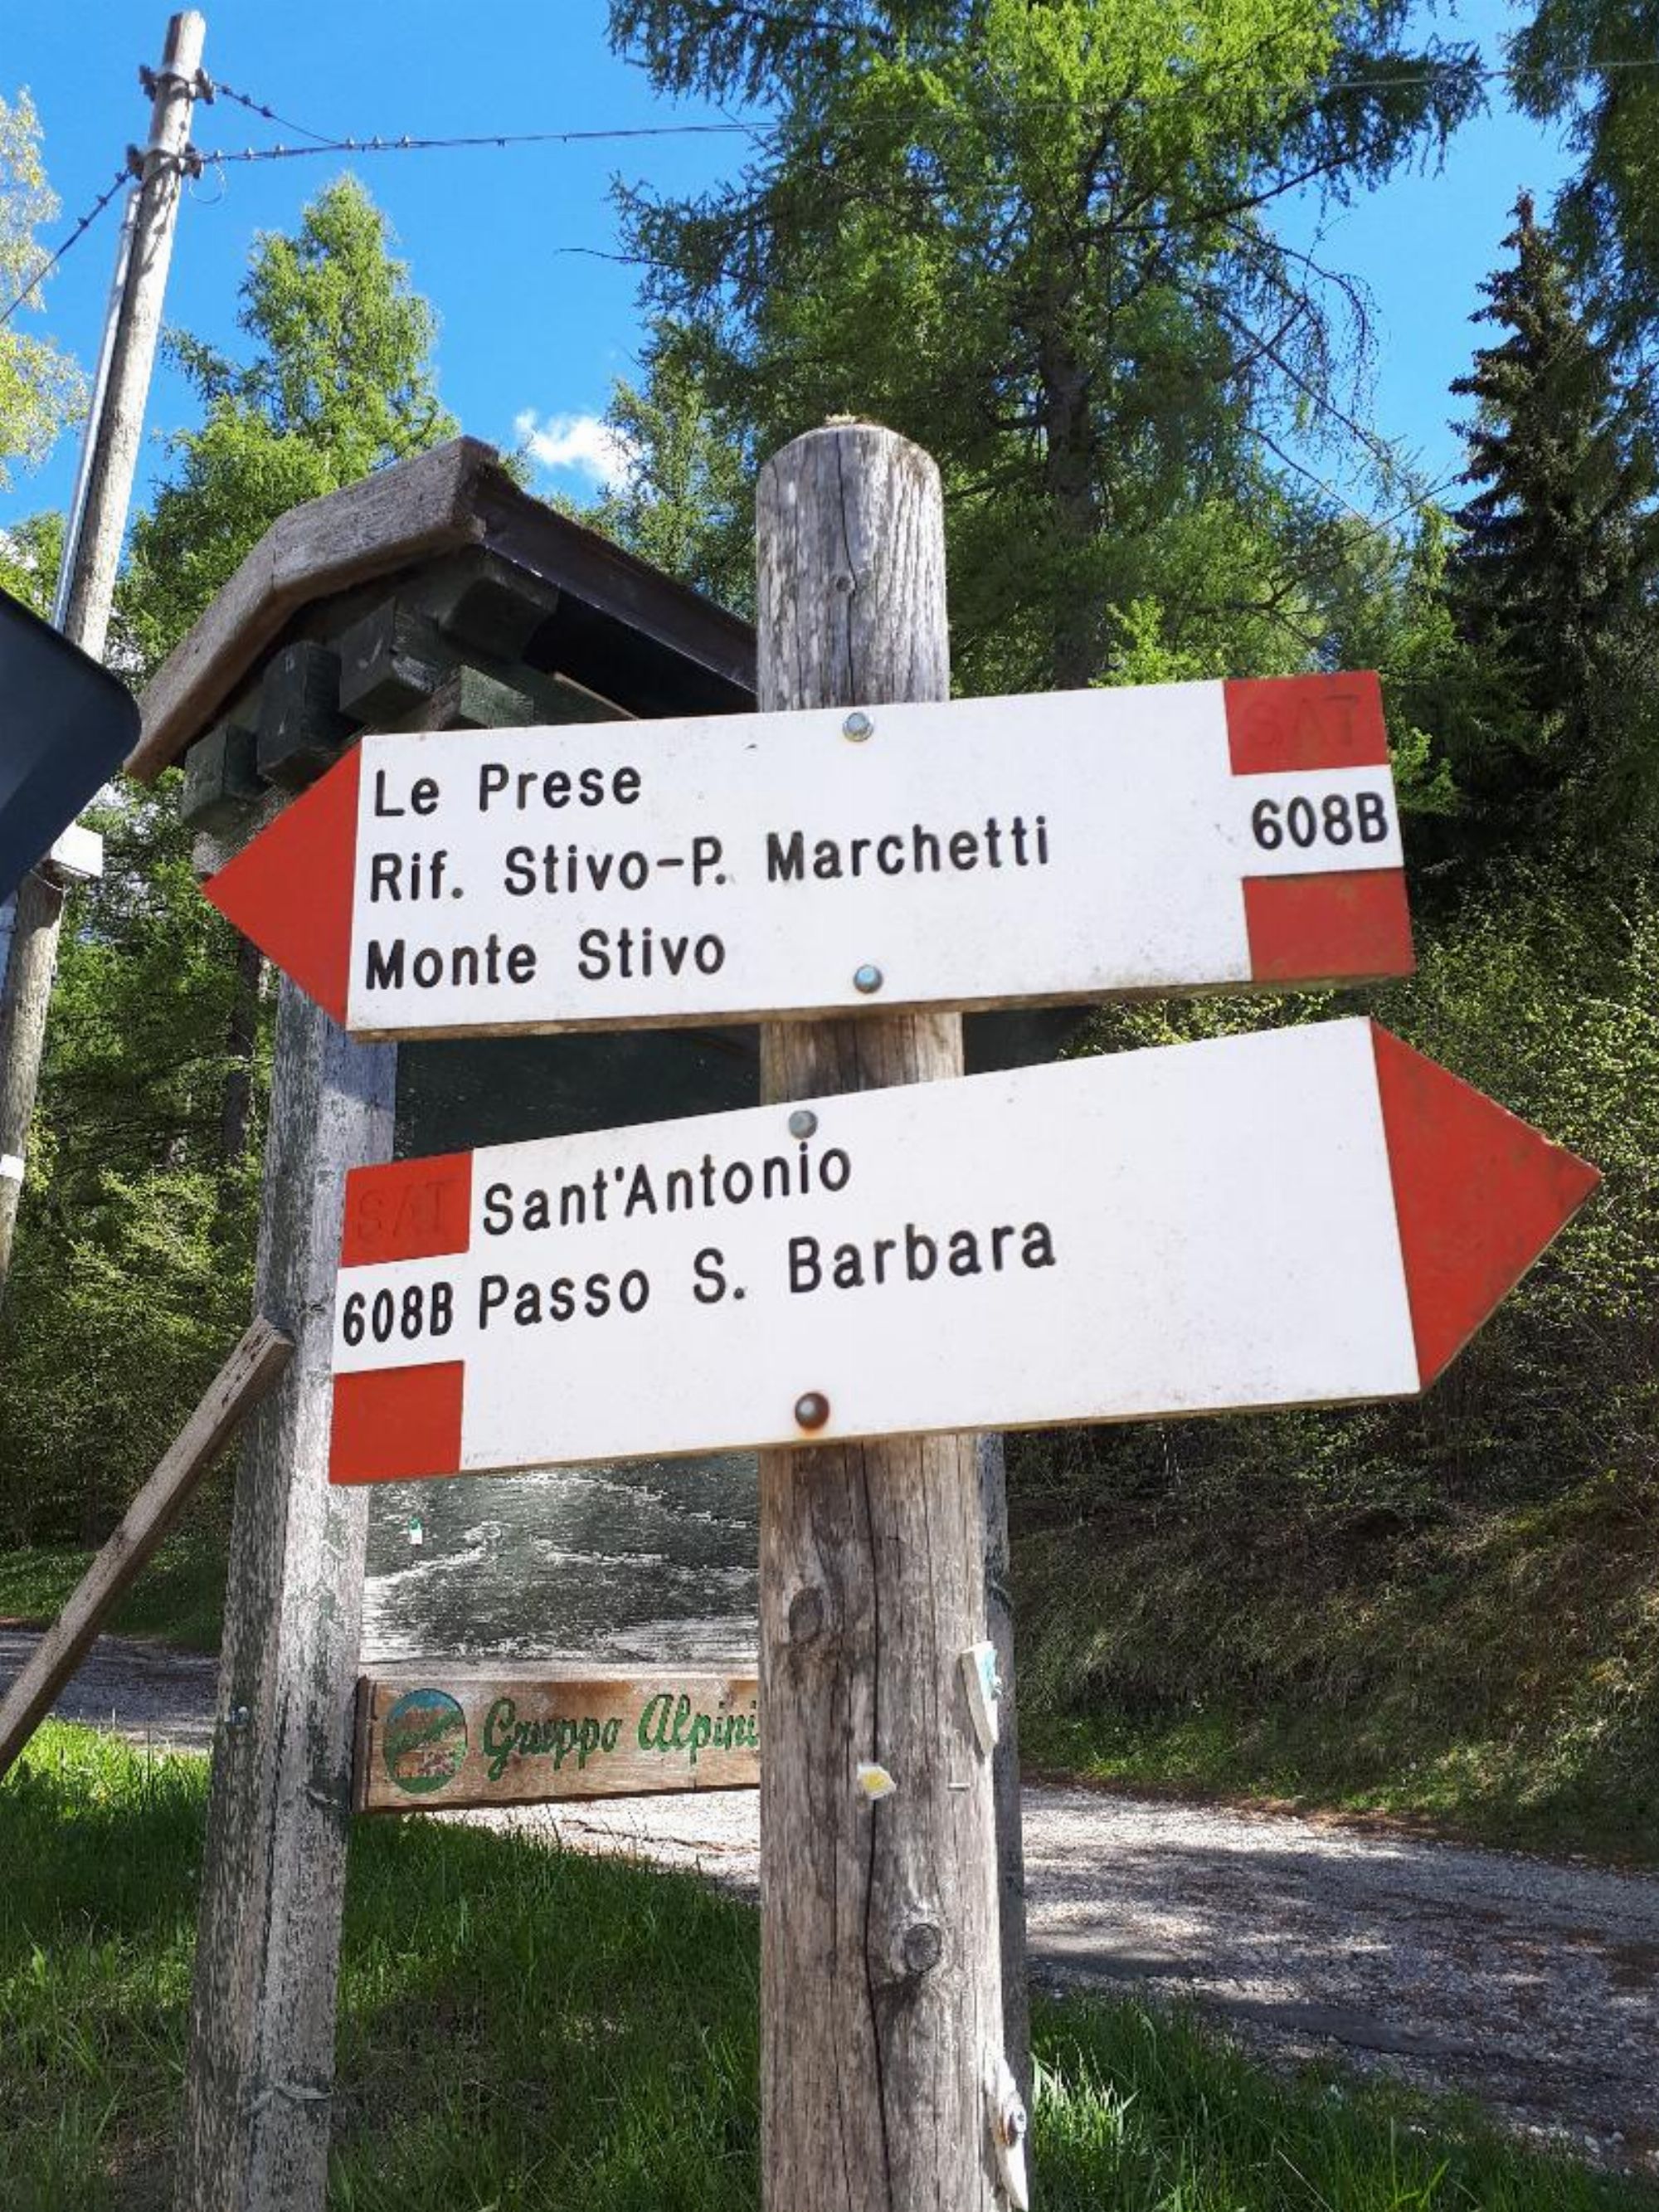 SAT
Le Prese
Rif. Stivo-P. Marchetti
608B
Monte Stivo
SAT
Sant'Antonio
608B Passo S. Barbara
Gruppo Alpini